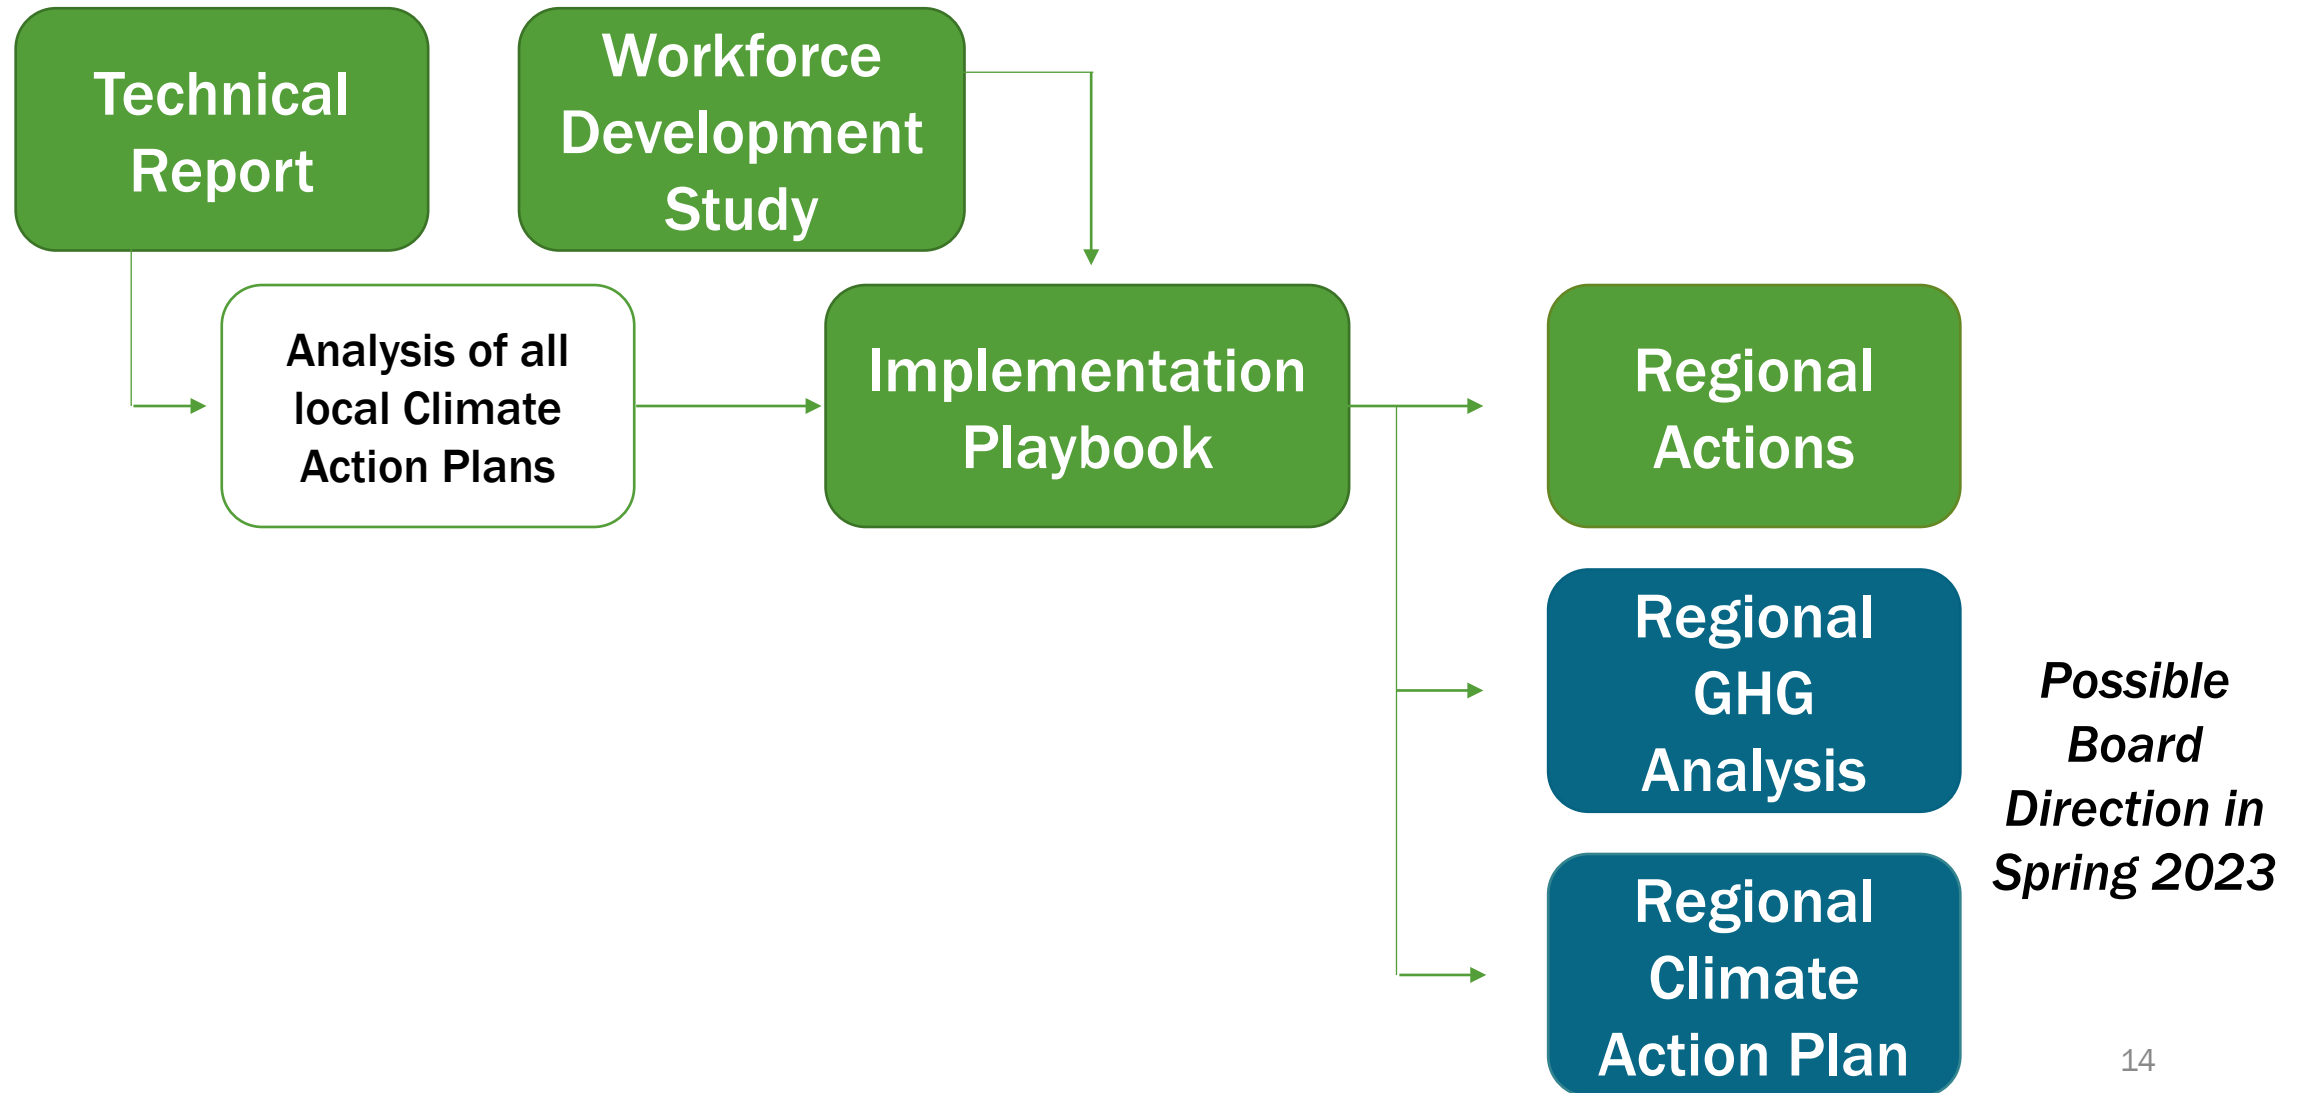 Technical
Report
Workforce
Development
Study
Analysis of all
local Climate
Action Plans
Implementation
Playbook
Regional
Actions
Regional
GHG
Analysis
Regional
Climate
Action Plan
Possible
Board
Direction in
Spring 2023
14